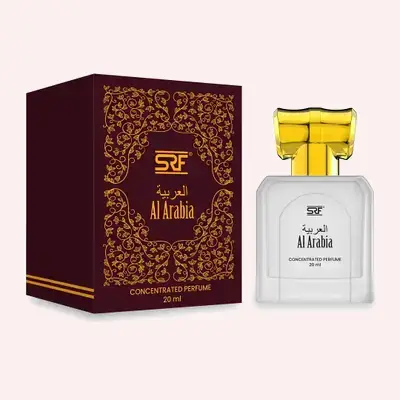 SRF®
العربية
Al Arabia
CONCENTRATED PERFUME
20 ml
SRF
العربية
Al Arabia
CONCENTRATED PERFUME
20 ml